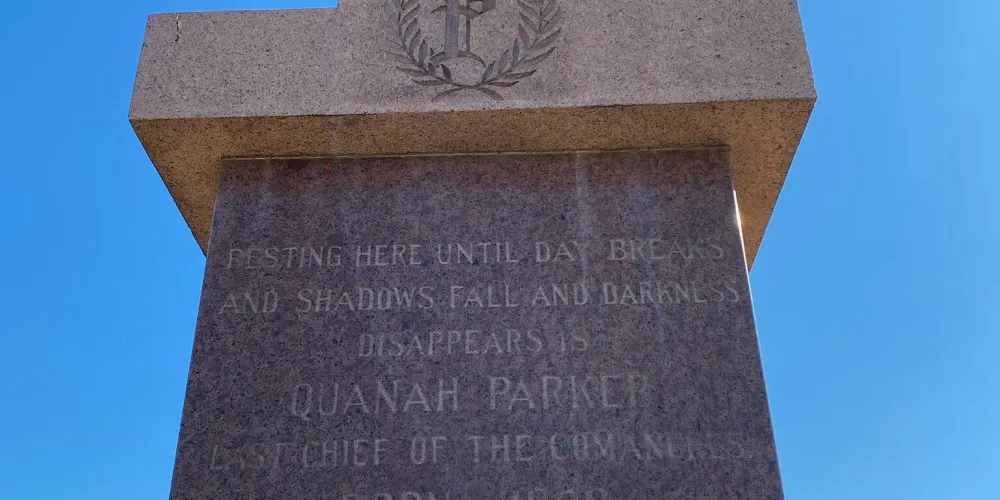 RESTING HERE UNTIL DAY BREAKS
AND SHADOWS FALL AND DARKNESS
DISAPPEARS IS
QUANAH PARKER
LAST CHIEF OF THE COMANCHES.
BORN